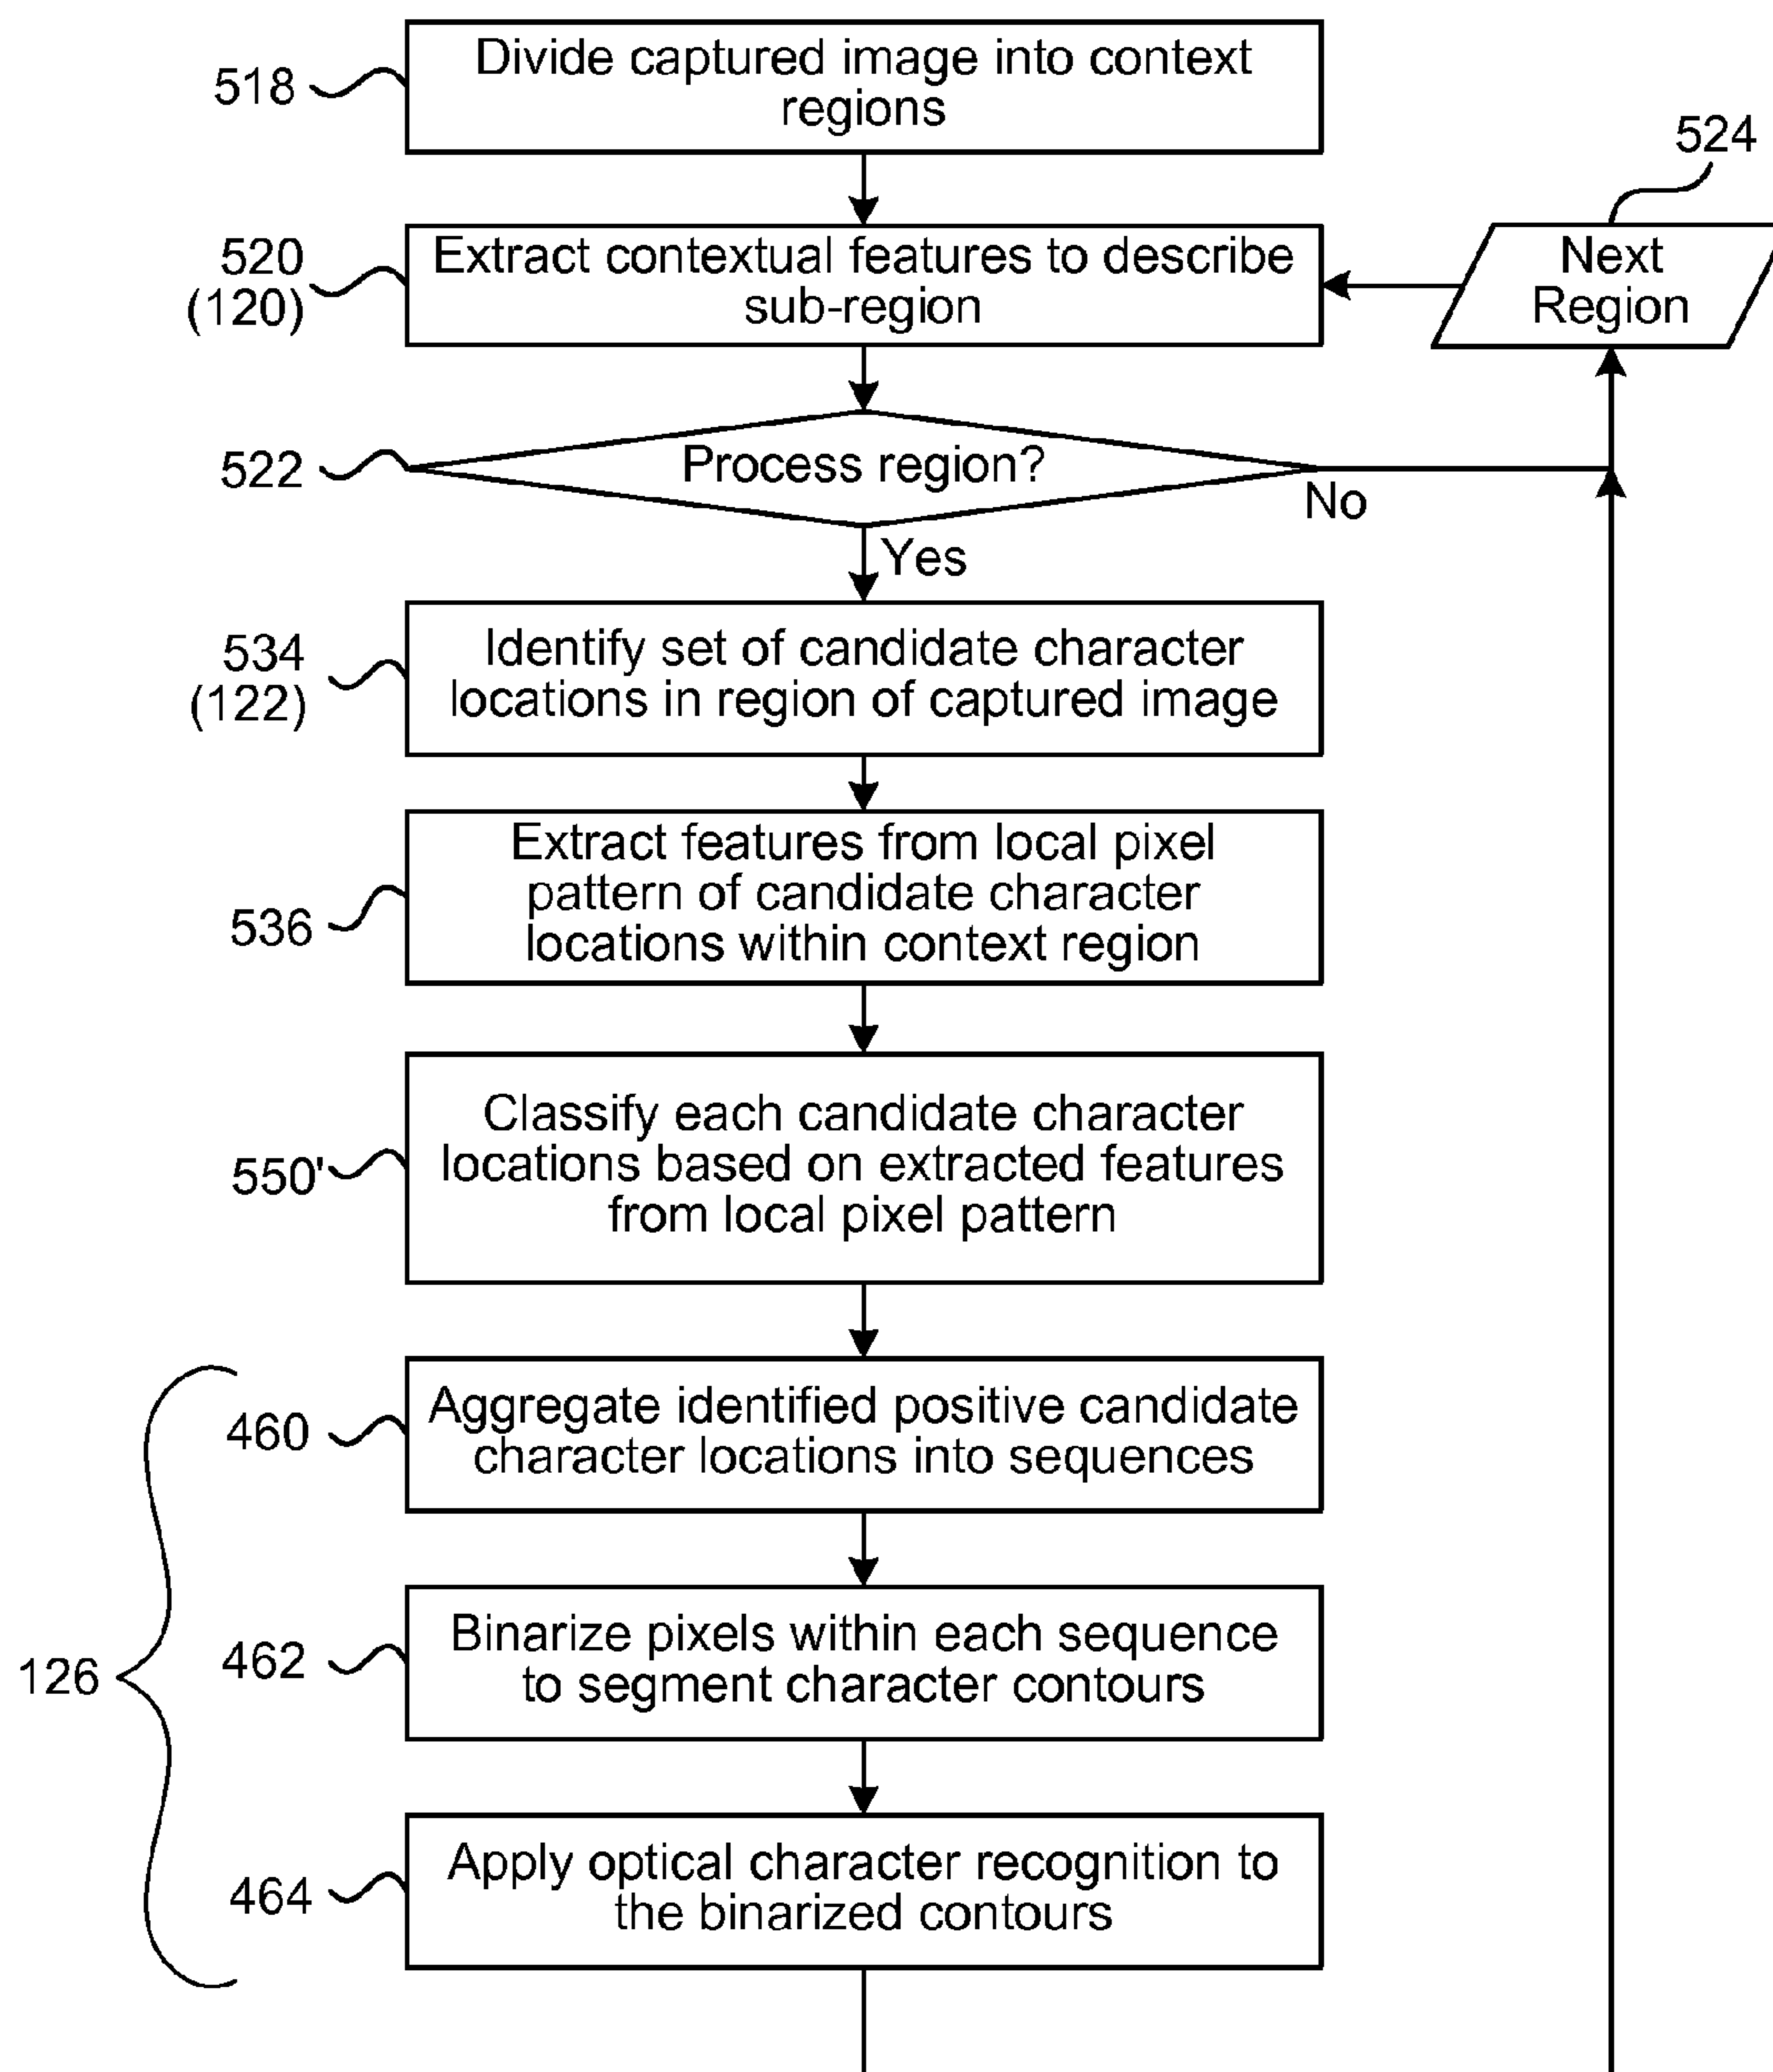 518
Divide captured image into context
regions
524
520
(120)
Extract contextual features to describe
sub-region
Next
Region
522
Process region?
No
Yes
534
(122)
Identify set of candidate character
locations in region of captured image
536
Extract features from local pixel
pattern of candidate character
locations within context region
550'
Classify each candidate character
locations based on extracted features
from local pixel pattern
126
460
Aggregate identified positive candidate
character locations into sequences
462
Binarize pixels within each sequence
to segment character contours
464
Apply optical character recognition to
the binarized contours